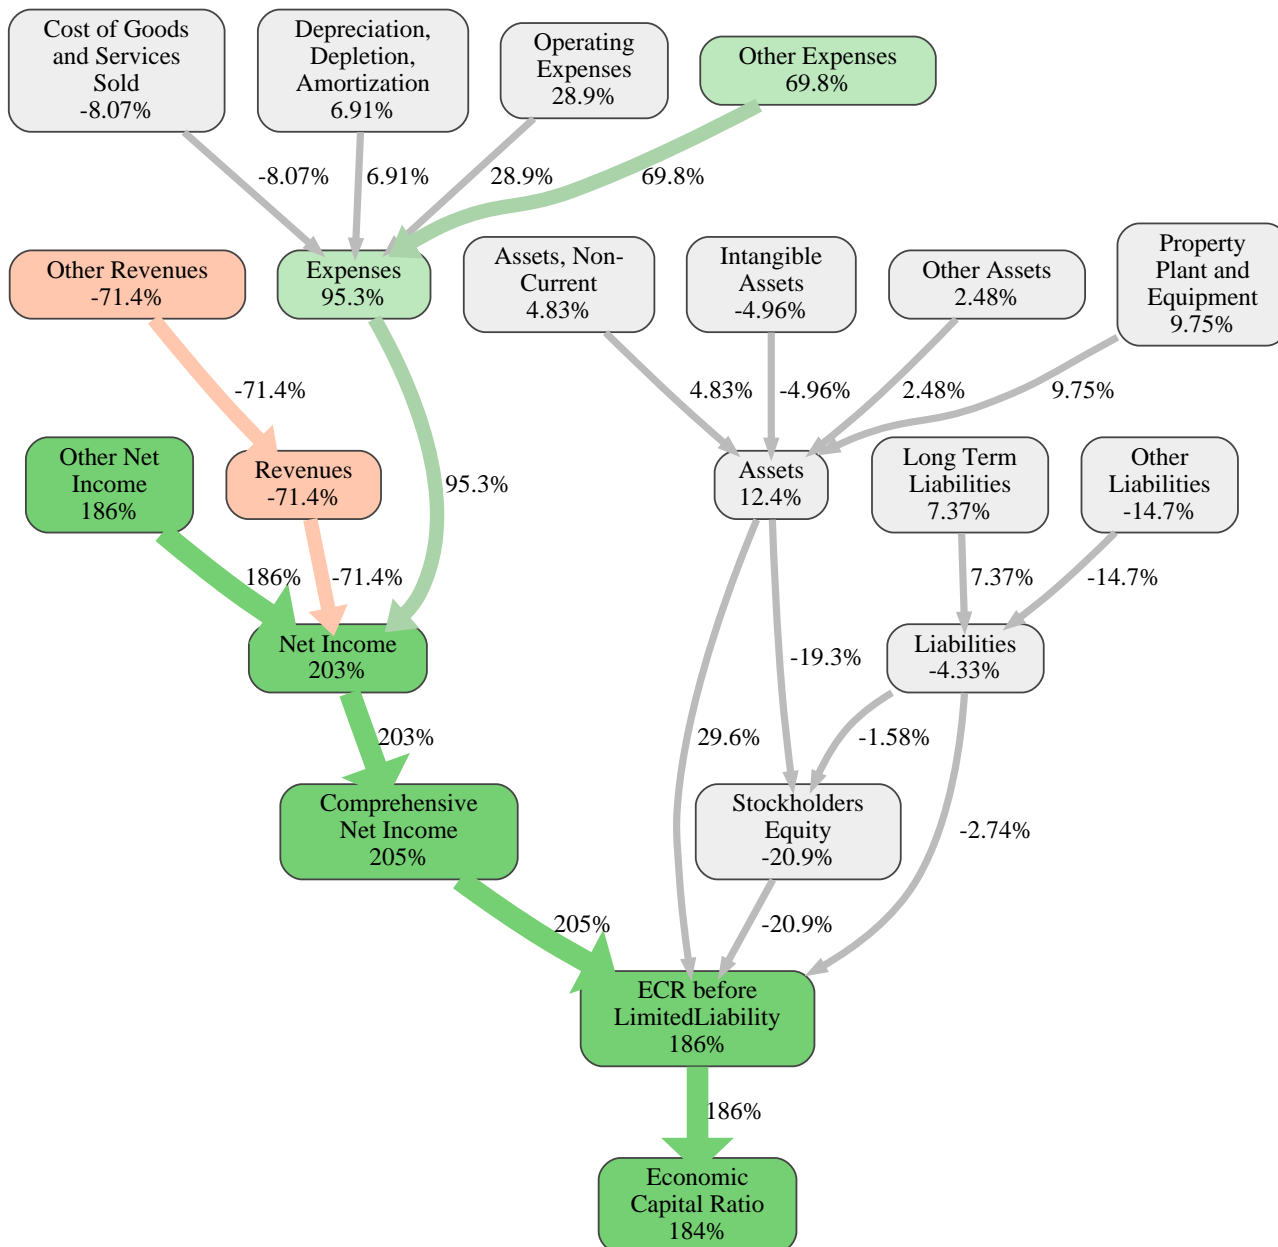 Cost of Goods
and Services
Sold
-8.07%
Depreciation,
Depletion,
Amortization
6.91%
Operating
Expenses
28.9%
Other Expenses
69.8%
-8.07%
6.91%
28.9%
69.8%
Other Revenues
-71.4%
Expenses
95.3%
Assets, Non-
Current
4.83%
Intangible
Assets
-4.96%
Other Assets
2.48%
Property
Plant and
Equipment
9.75%
-71.4%
4.83%
-4.96%
2.48%
9.75%
Other Net
Income
186%
Revenues
-71.4%
95.3%
Assets
12.4%
Long Term
Liabilities
7.37%
Other
Liabilities
-14.7%
186%
-71.4%
7.37%
-14.7%
Net Income
203%
-19.3%
Liabilities
-4.33%
203%
29.6%
-1.58%
Comprehensive
Net Income
205%
Stockholders
Equity
-20.9%
-2.74%
205%
-20.9%
ECR before
LimitedLiability
186%
186%
Economic
Capital Ratio
184%